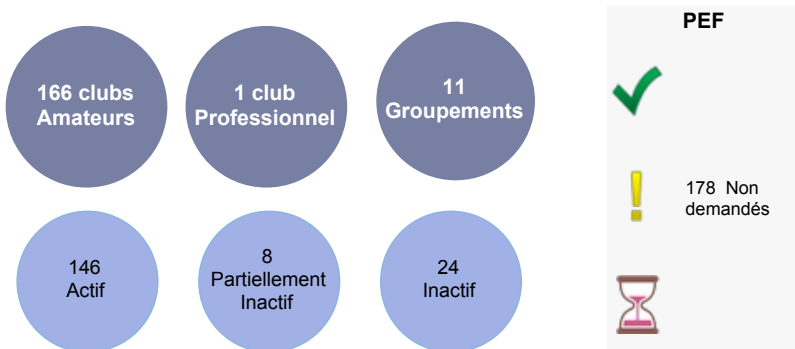 166 clubs
Amateurs
1 club
Professionnel
11
Groupements
146
Actif
8
Partiellement
Inactif
24
Inactif
PEF
178 Non
demandés